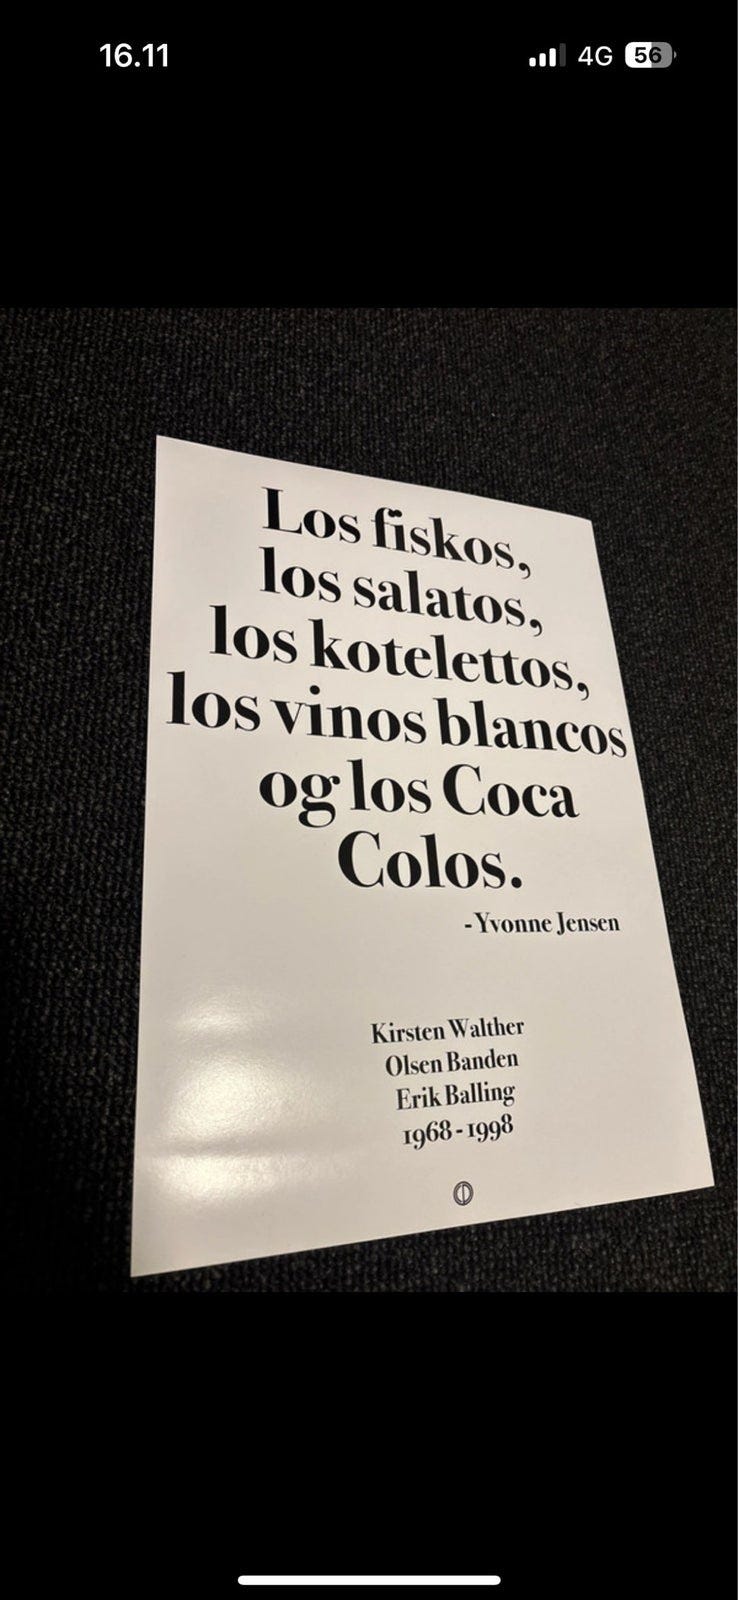 16.11
4G 56
Los fiskos,
los salatos,
los kotelettos,
los vinos blancos
og los Coca
Colos.
-Yvonne Jensen
Kirsten Walther
Olsen Banden
Erik Balling
1968-1998